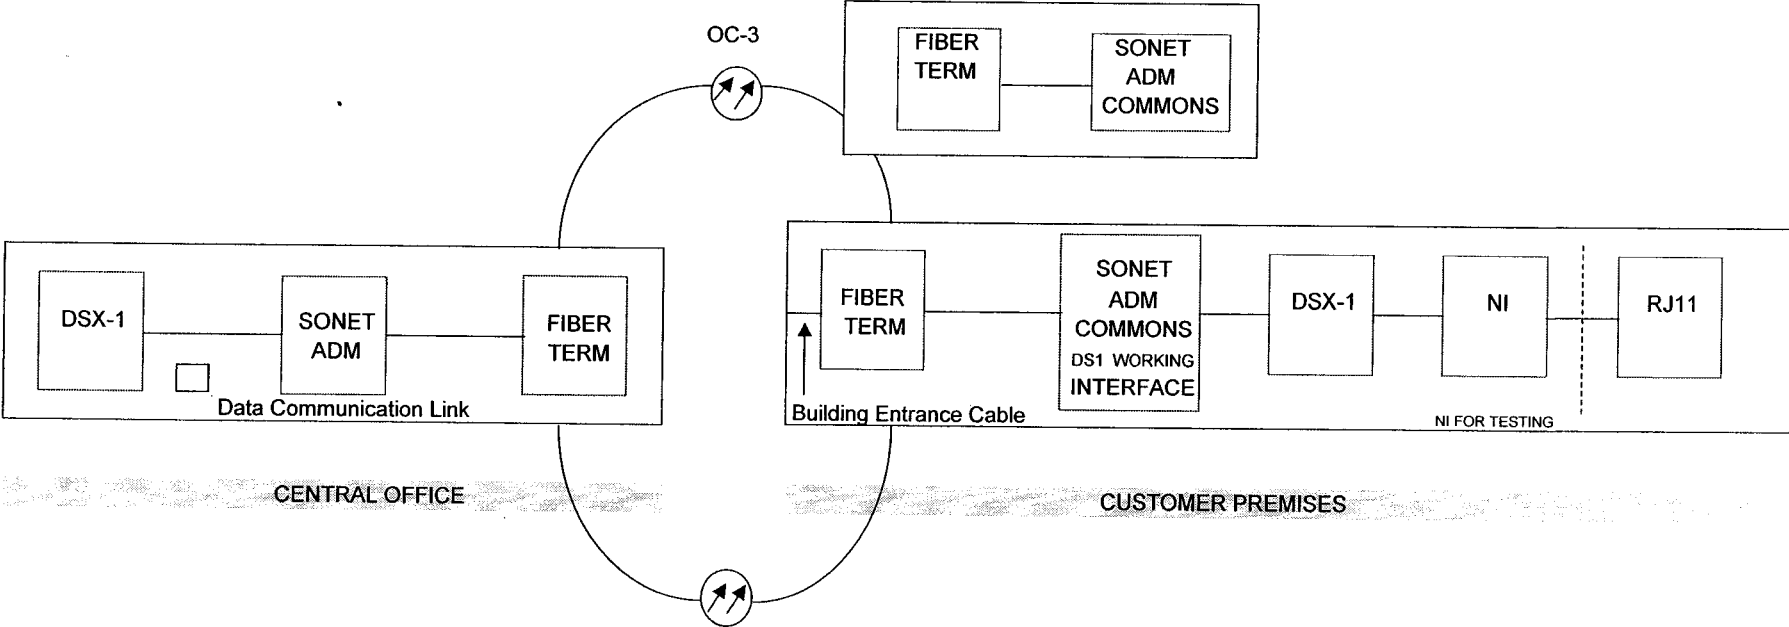 OC-3
FIBER
TERM
SONET
ADM
COMMONS
DSX-1
SONET
ADM
FIBER
TERM
Data Communication Link
FIBER
TERM
SONET
ADM
COMMONS
DS1 WORKING
INTERFACE
DSX-1
NI
RJ11
Building Entrance Cable
NI FOR TESTING
CENTRAL OFFICE
CUSTOMER PREMISES